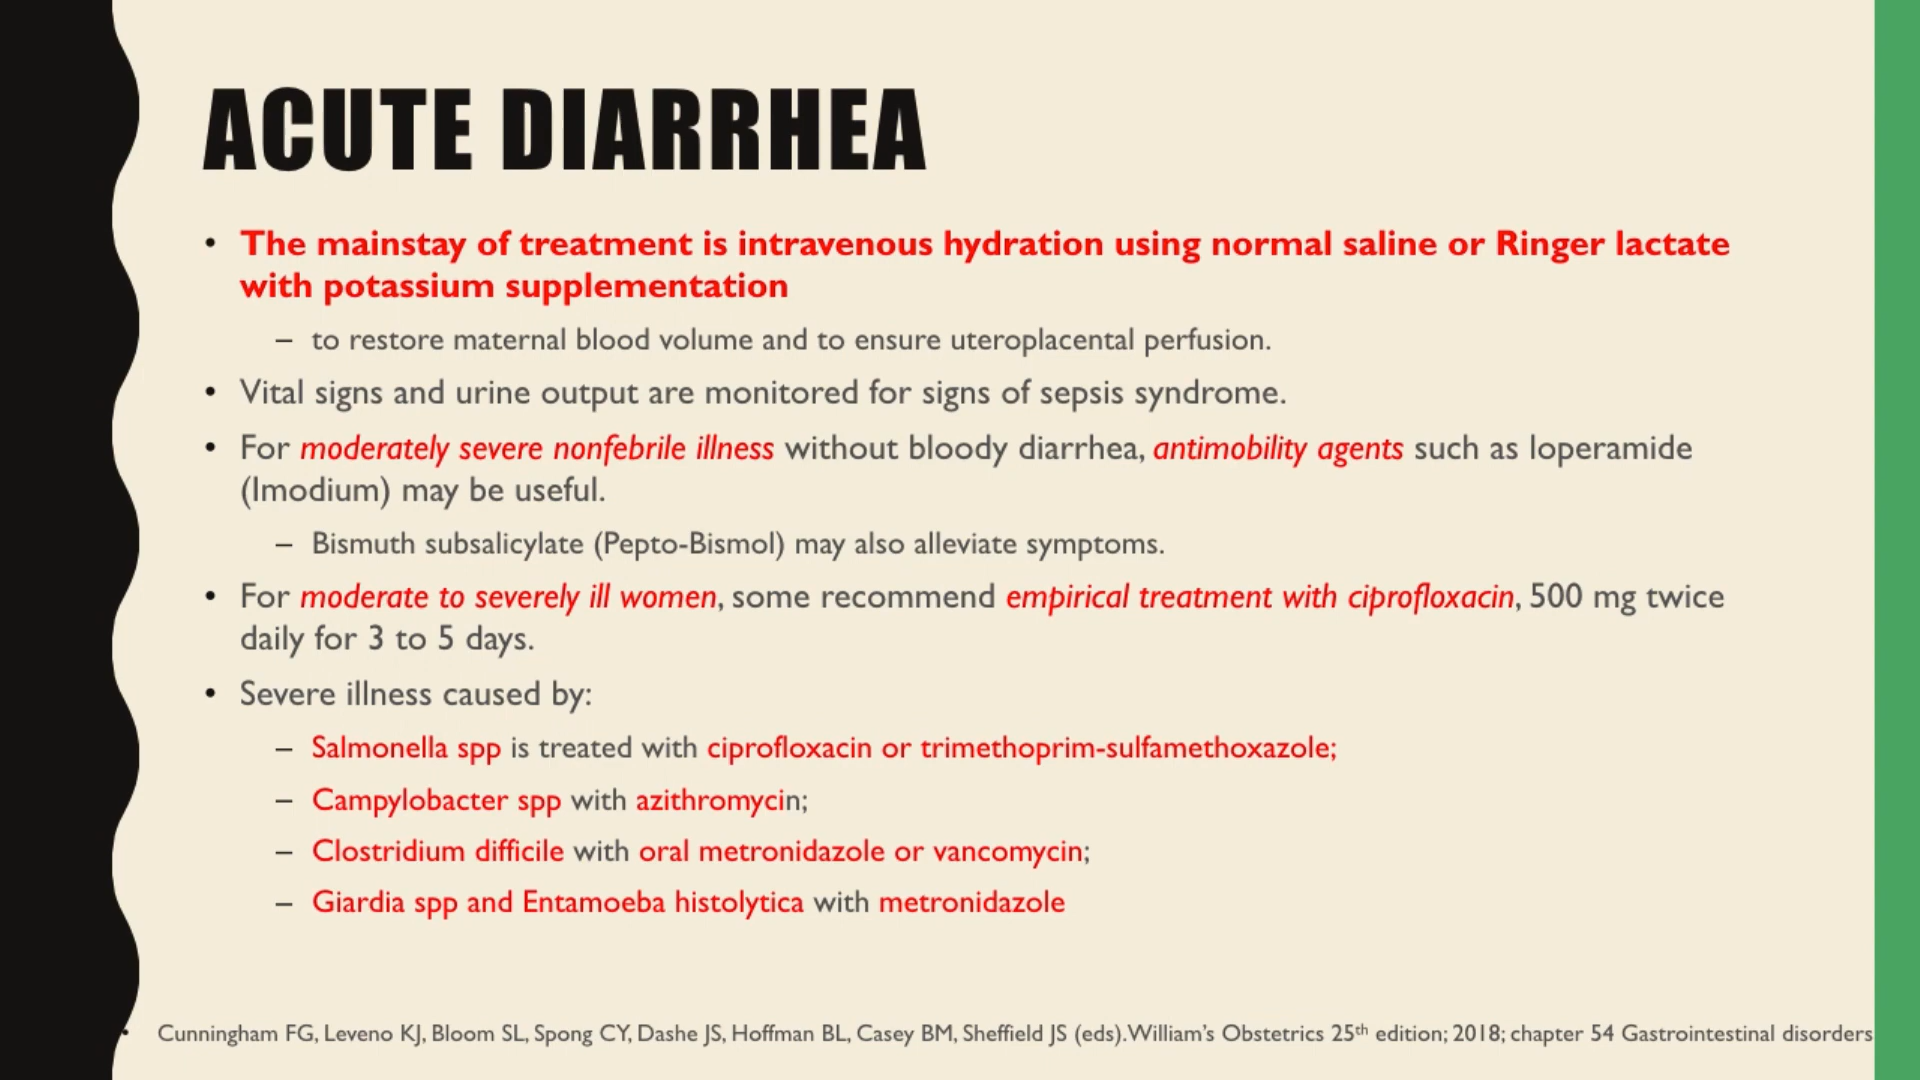 ACUTE DIARRHEA
• The mainstay of treatment is intravenous hydration using normal saline or Ringer lactate
with potassium supplementation
– to restore maternal blood volume and to ensure uteroplacental perfusion.
• Vital signs and urine output are monitored for signs of sepsis syndrome.
• For moderately severe nonfebrile illness without bloody diarrhea, antimobility agents such as loperamide
(Imodium) may be useful.
– Bismuth subsalicylate (Pepto-Bismol) may also alleviate symptoms.
• For moderate to severely ill women, some recommend empirical treatment with ciprofloxacin, 500 mg twice
daily for 3 to 5 days.
• Severe illness caused by:
– Salmonella spp is treated with ciprofloxacin or trimethoprim-sulfamethoxazole;
– Campylobacter spp with azithromycin;
– Clostridium difficile with oral metronidazole or vancomycin;
– Giardia spp and Entamoeba histolytica with metronidazole
• Cunningham FG, Leveno KJ, Bloom SL, Spong CY, Dashe JS, Hoffman BL, Casey BM, Sheffield JS (eds).William's Obstetrics 25th edition; 2018; chapter 54 Gastrointestinal disorders